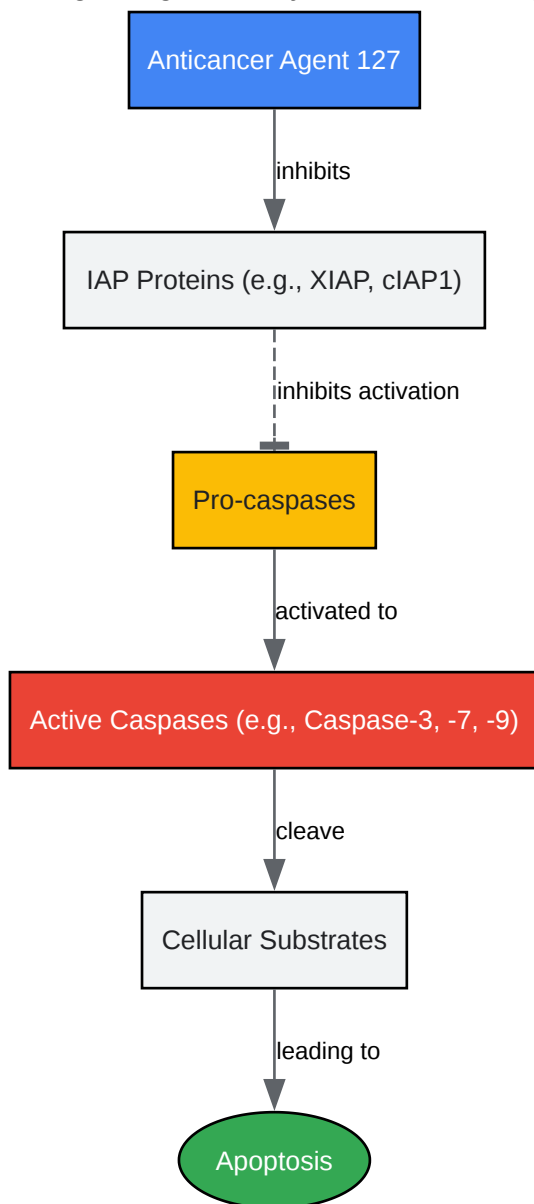 Anticancer Agent 127
inhibits
IAP Proteins (e.g., XIAP, cIAP1)
inhibits activation
Pro-caspases
activated to
Active Caspases (e.g., Caspase-3, -7, -9)
cleave
Cellular Substrates
leading to
Apoptosis